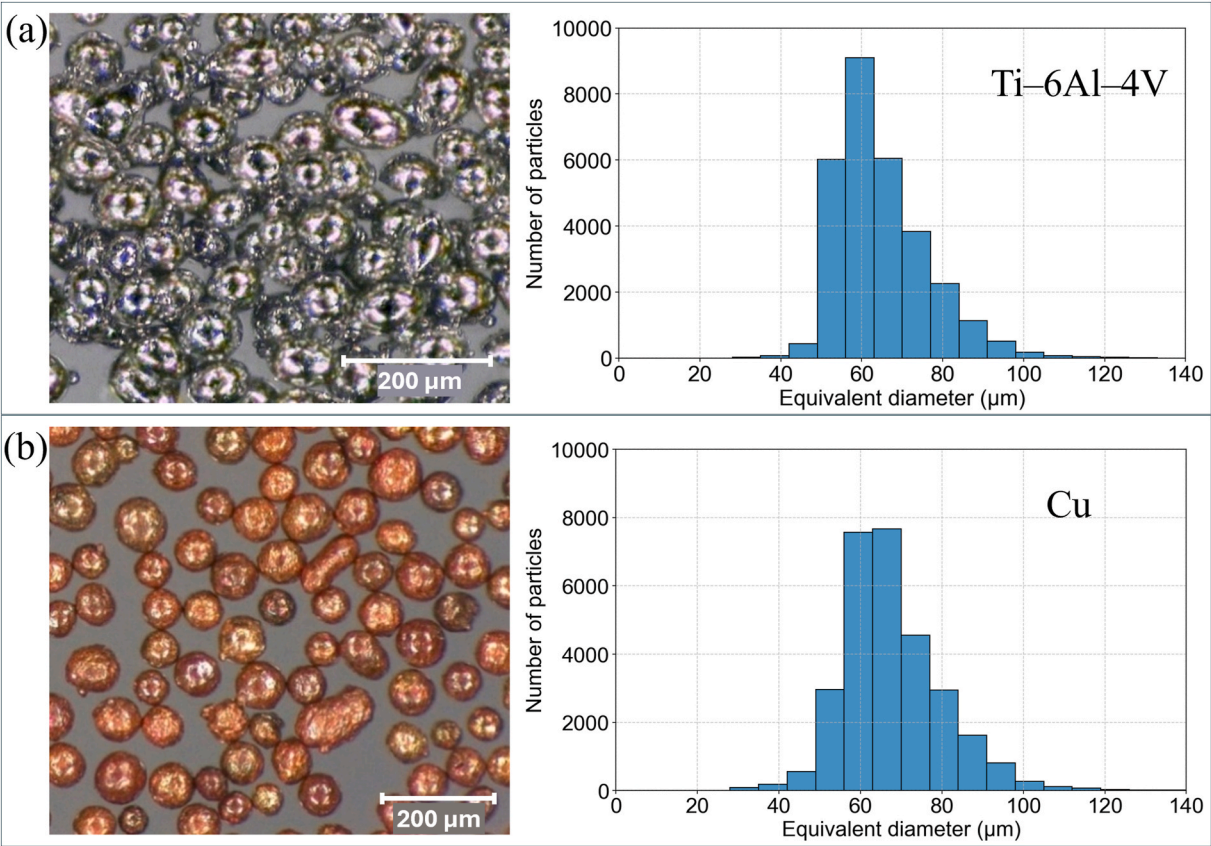 (a)
200 µm
Number of particles
10000
8000
6000
4000
2000
0
Ti–6Al–4V
0 20 40 60 80 100 120 140
Equivalent diameter (µm)
(b)
200 µm
Number of particles
10000
8000
6000
4000
2000
0
Cu
0 20 40 60 80 100 120 140
Equivalent diameter (µm)